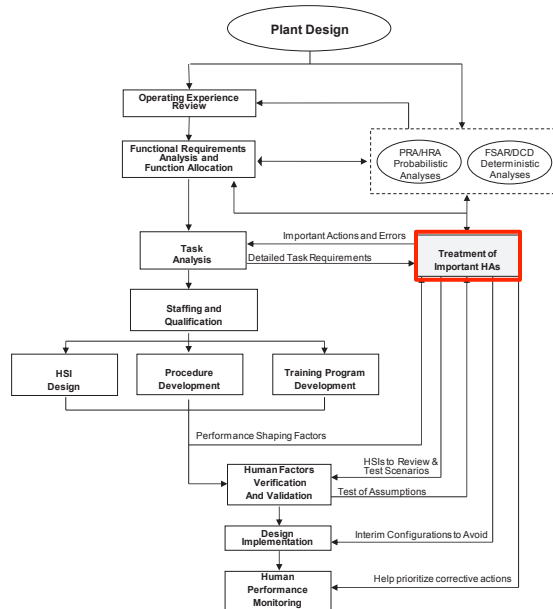 Plant Design
Operating Experience
Review
Functional Requirements
Analysis and
Function Allocation
PRA/HRA
Probabilistic
Analyses
FSAR/DCD
Deterministic
Analyses
Important Actions and Errors
Task
Analysis
Detailed Task Requirements
Treatment of
Important HAs
Staffing and
Qualification
HSI
Design
Procedure
Development
Training Program
Development
Performance Shaping Factors
HSIs to Review &
Test Scenarios
Human Factors
Verification
And Validation
Test of Assumptions
Design
Implementation
Interim Configurations to Avoid
Human
Performance
Monitoring
Help prioritize corrective actions